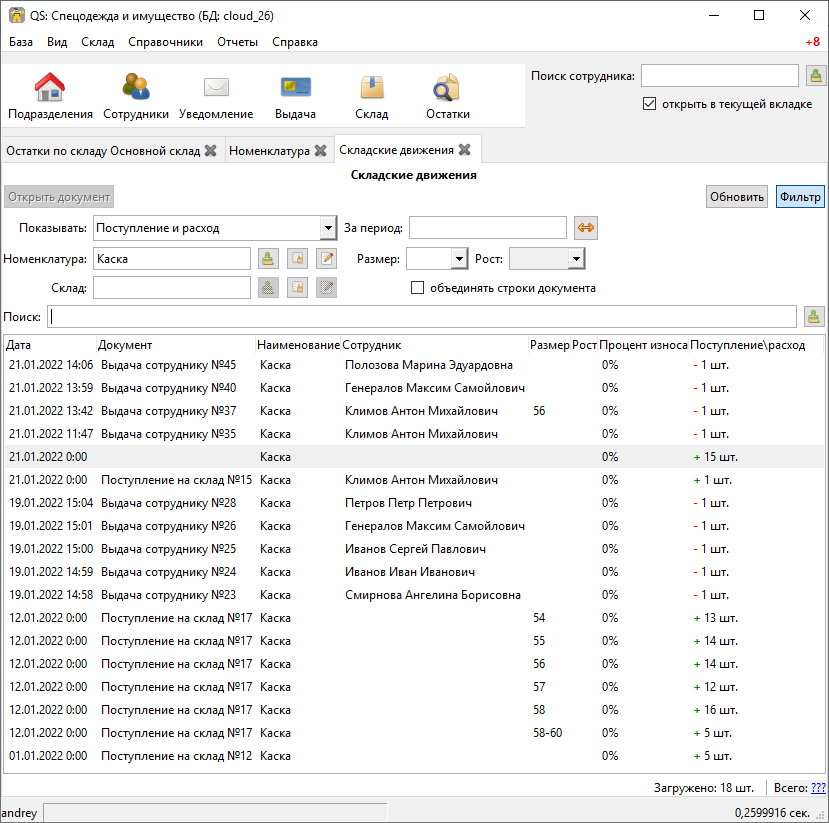 QS: Спецодежда и имущество (БД: cloud_26)
База Вид Склад Справочники Отчеты Справка +8
Подразделения Сотрудники Уведомление Выдача Склад Остатки
Поиск сотрудника:
открыть в текущей вкладке
Остатки по складу Основной склад Номенклатура Складские движения
Складские движения
Открыть документ Обновить Фильтр
Показывать: Поступление и расход За период:
Номенклатура: Каска Размер: Рост:
Склад: объединять строки документа
Поиск:
Дата Документ Наименование Сотрудник Размер Рост Процент износа Поступление\расход
21.01.2022 14:06 Выдача сотруднику №45 Каска Полозова Марина Эдуардовна 0% - 1 шт.
21.01.2022 13:59 Выдача сотруднику №40 Каска Генералов Максим Самойлович 0% - 1 шт.
21.01.2022 13:42 Выдача сотруднику №37 Каска Климов Антон Михайлович 56 0% - 1 шт.
21.01.2022 11:47 Выдача сотруднику №35 Каска Климов Антон Михайлович 0% - 1 шт.
21.01.2022 0:00 Каска 0% + 15 шт.
21.01.2022 0:00 Поступление на склад №15 Каска Климов Антон Михайлович 0% + 1 шт.
19.01.2022 15:04 Выдача сотруднику №28 Каска Петров Петр Петрович 0% - 1 шт.
19.01.2022 15:01 Выдача сотруднику №26 Каска Генералов Максим Самойлович 0% - 1 шт.
19.01.2022 15:00 Выдача сотруднику №25 Каска Иванов Сергей Павлович 0% - 1 шт.
19.01.2022 14:59 Выдача сотруднику №24 Каска Иванов Иван Иванович 0% - 1 шт.
19.01.2022 14:58 Выдача сотруднику №23 Каска Смирнова Ангелина Борисовна 0% - 1 шт.
12.01.2022 0:00 Поступление на склад №17 Каска 54 0% + 13 шт.
12.01.2022 0:00 Поступление на склад №17 Каска 55 0% + 14 шт.
12.01.2022 0:00 Поступление на склад №17 Каска 56 0% + 14 шт.
12.01.2022 0:00 Поступление на склад №17 Каска 57 0% + 12 шт.
12.01.2022 0:00 Поступление на склад №17 Каска 58 0% + 16 шт.
12.01.2022 0:00 Поступление на склад №17 Каска 58-60 0% + 5 шт.
01.01.2022 0:00 Поступление на склад №12 Каска 0% + 5 шт.
Загружено: 18 шт. Всего: ???
andrey 0,2599916 сек.